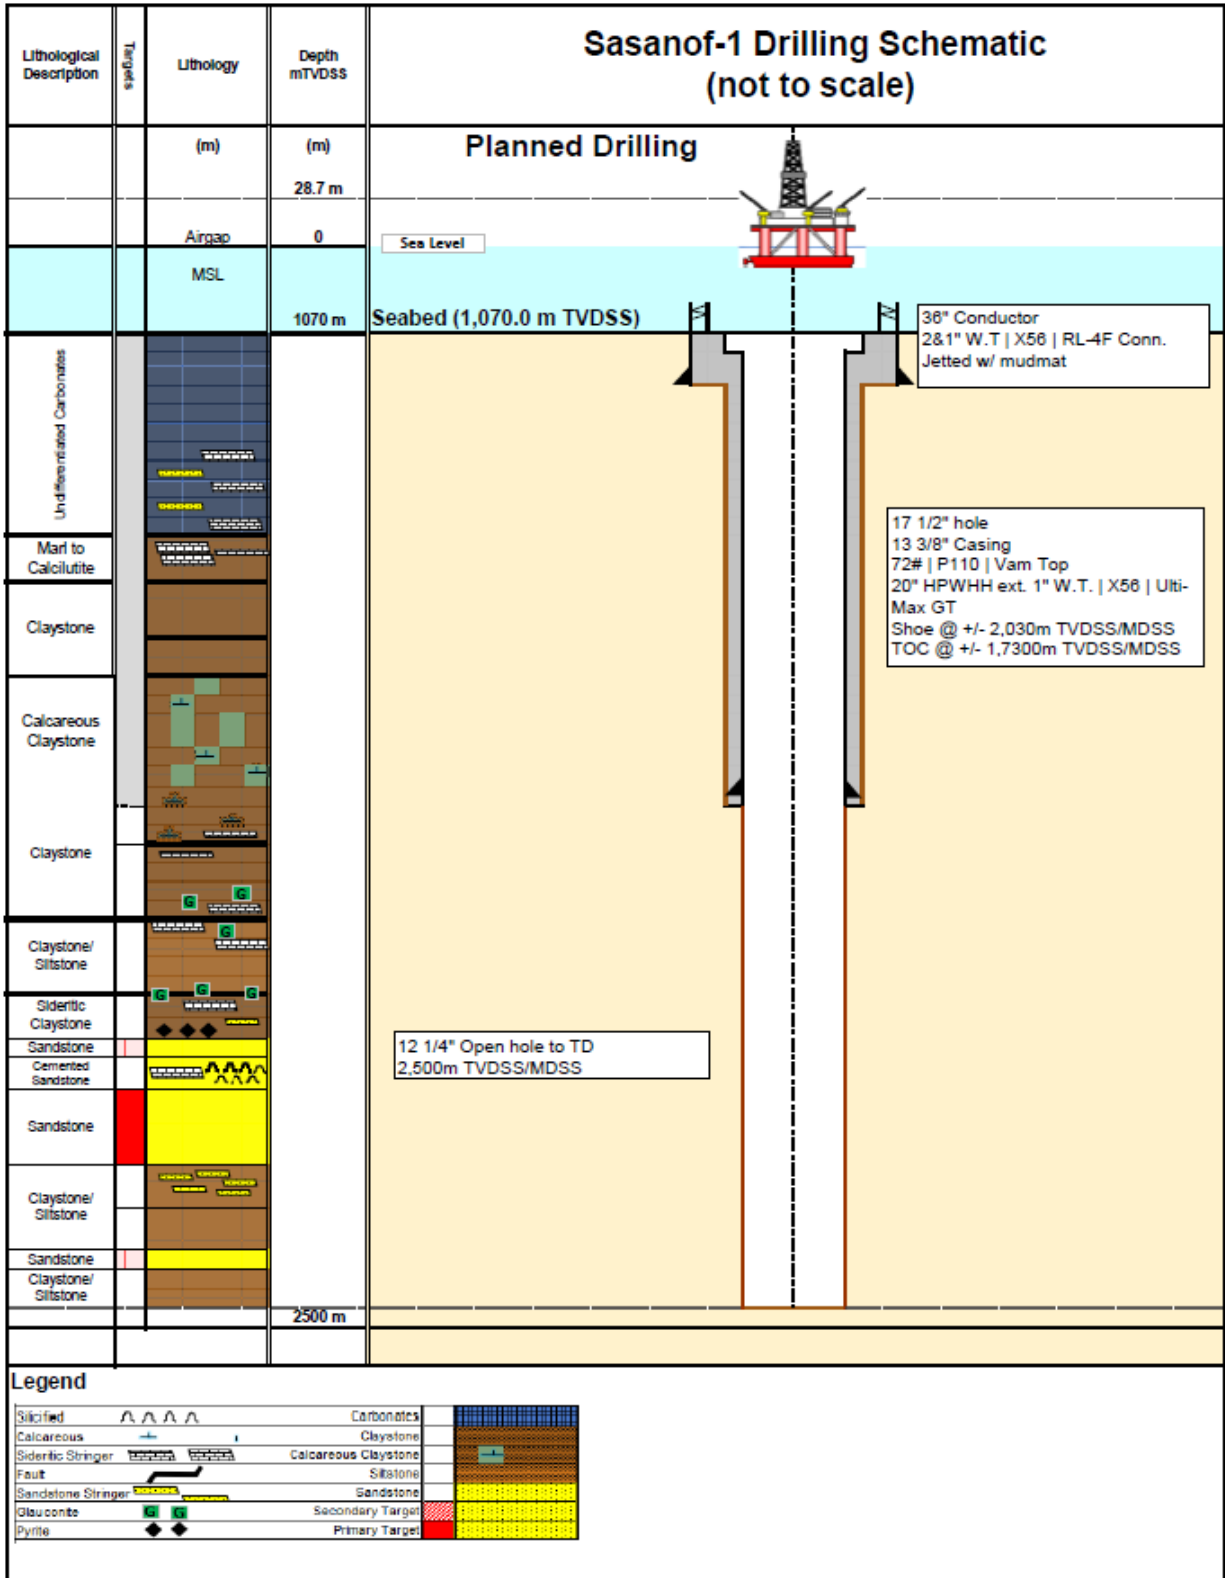 Lithological
Description
Targets
Lithology
Depth
mTVDSS
Sasanof-1 Drilling Schematic
(not to scale)
(m)
(m)
Planned Drilling
28.7 m
Airgap
0
Sea Level
MSL
1070 m
Seabed (1,070.0 m TVDSS)
36" Conductor
2&1" W.T | X56 | RL-4F Conn.
Jetted w/ mudmat
Undifferentiated Carbonates
17 1/2" hole
13 3/8" Casing
72# | P110 | Vam Top
20" HPWHH ext. 1" W.T. | X56 | Ulti-
Max GT
Shoe @ +/- 2,030m TVDSS/MDSS
TOC @ +/- 1,7300m TVDSS/MDSS
Marl to
Calcilutite
Claystone
Calcareous
Claystone
Claystone
G
G
G
Claystone/
Siltstone
G
G
G
Sideritic
Claystone
Sandstone
Cemented
Sandstone
12 1/4" Open hole to TD
2,500m TVDSS/MDSS
Sandstone
Claystone/
Siltstone
Sandstone
Claystone/
Siltstone
2500 m
Legend
Silicified
Carbonates
Calcareous
Claystone
Sideritic Stringer
Calcareous Claystone
Fault
Siltstone
Sandstone Stringer
Sandstone
Glauconite
G G
Secondary Target
Pyrite
Primary Target